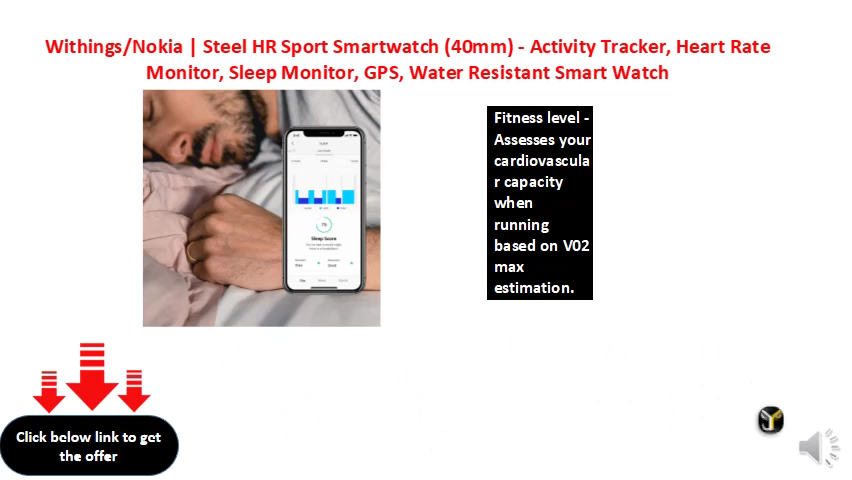 Withings/Nokia | Steel HR Sport Smartwatch (40mm) - Activity Tracker, Heart Rate
Monitor, Sleep Monitor, GPS, Water Resistant Smart Watch
Fitness level -
Assesses your
cardiovascula
r capacity
when
running
based on V02
max
estimation.
Sleep Score
Click below link to get
the offer